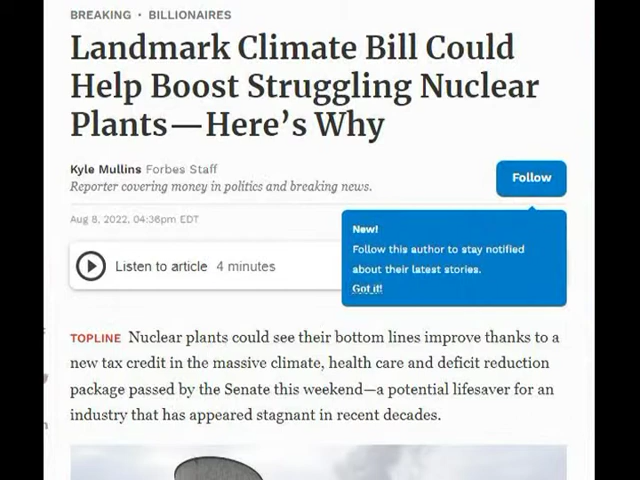 BREAKING • BILLIONAIRES
Landmark Climate Bill Could
Help Boost Struggling Nuclear
Plants—Here’s Why
Kyle Mullins Forbes Staff
Reporter covering money in politics and breaking news.
Follow
Aug 8, 2022, 04:36pm EDT
New!
Follow this author to stay notified
about their latest stories.
Got it!
Listen to article 4 minutes
TOPLINE Nuclear plants could see their bottom lines improve thanks to a
new tax credit in the massive climate, health care and deficit reduction
package passed by the Senate this weekend—a potential lifesaver for an
industry that has appeared stagnant in recent decades.